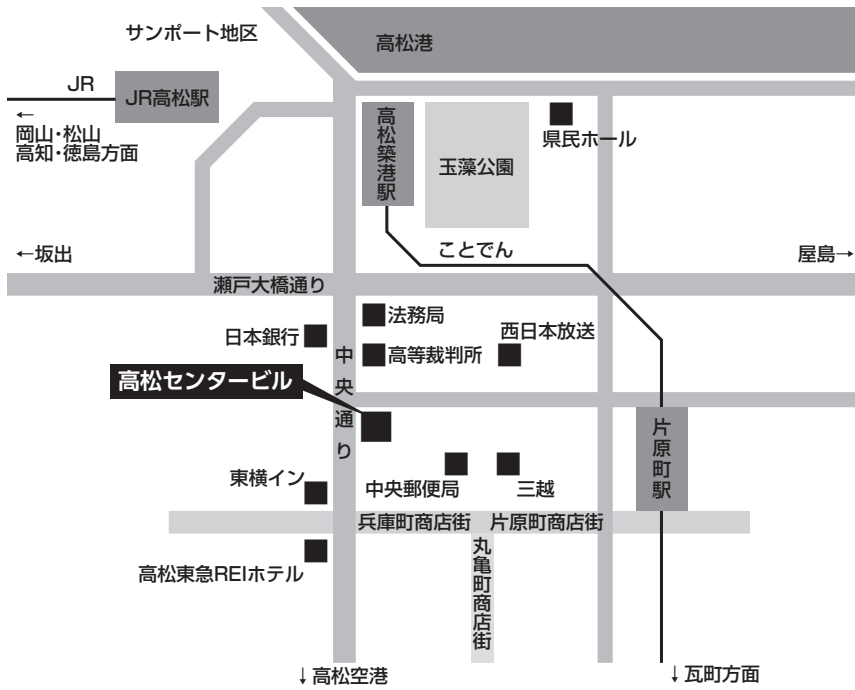 サンポート地区
高松港
JR
JR高松駅
←
岡山・松山
高知・徳島方面
高松築港駅
玉藻公園
県民ホール
←坂出
ことでん
屋島→
瀬戸大橋通り
法務局
日本銀行
中央通り
高等裁判所
西日本放送
高松センタービル
片原町駅
東横イン
中央郵便局
三越
兵庫町商店街
片原町商店街
丸亀町商店街
高松東急REIホテル
↓高松空港
↓瓦町方面